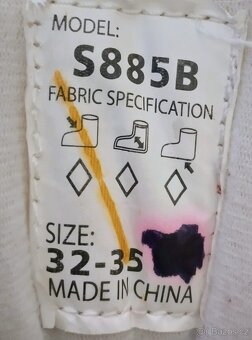 MODEL:
S885B
FABRIC SPECIFICATION
SIZE:
32-35
MADE IN CHINA